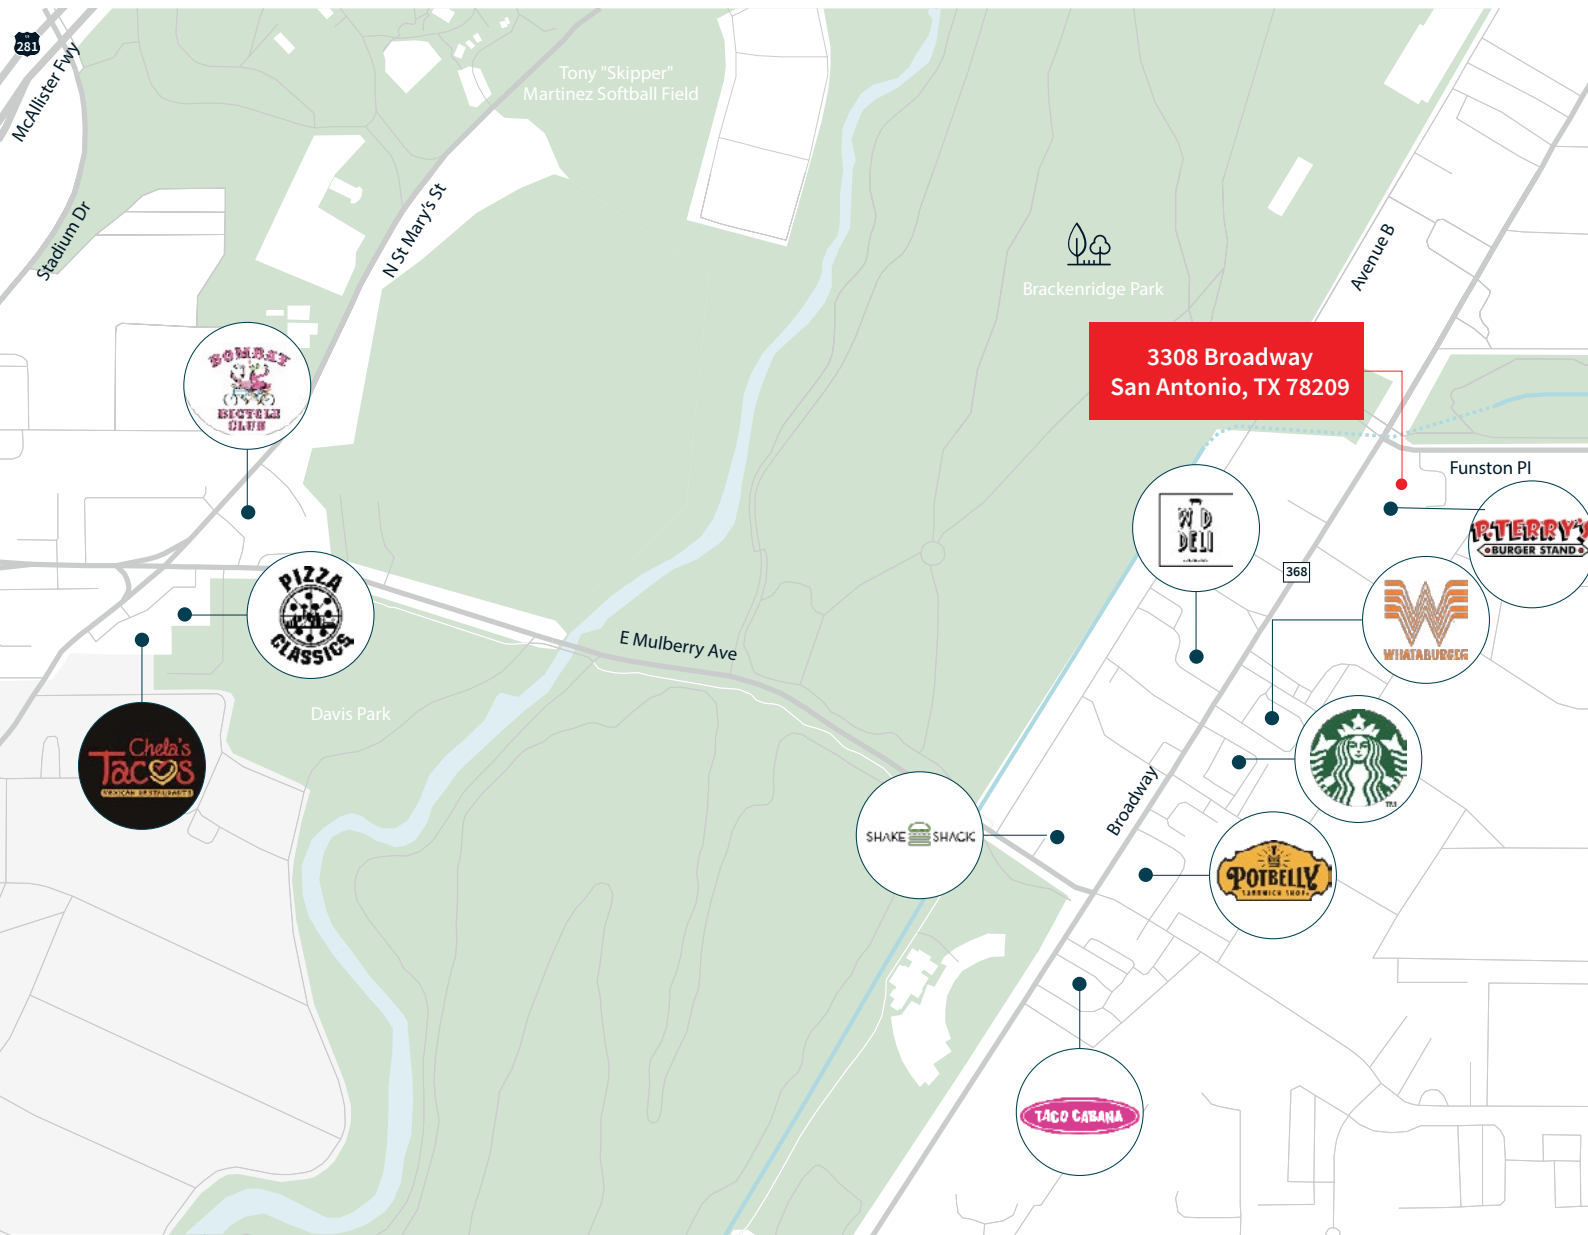 281
McAllister Fwy
Stadium Dr
N St Mary's St
Tony "Skipper"
Martinez Softball Field
Brackenridge Park
Avenue B
3308 Broadway
San Antonio, TX 78209
Funston Pl
BOMBAY
BICYCLE
CLUB
W D
DELI
P.TERRY'S
BURGER STAND
368
WHATABURGER
PIZZA
CLASSICS
E Mulberry Ave
Davis Park
Chela's
Tacos
MEXICAN RESTAURANTS
Broadway
SHAKE SHACK
POTBELLY
SANDWICH SHOP
TACO CABANA